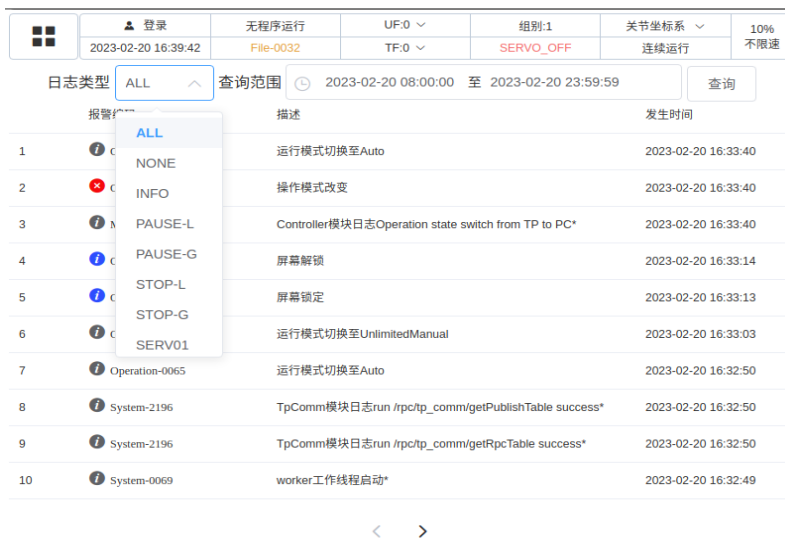 登录 无程序运行 UF:0 组别:1 关节坐标系 10%
2023-02-20 16:39:42 File-0032 TF:0 SERVO_OFF 连续运行 不限速
日志类型 ALL 查询范围 2023-02-20 08:00:00 至 2023-02-20 23:59:59 查询
报警 描述 发生时间
ALL
NONE
INFO
PAUSE-L
PAUSE-G
STOP-L
STOP-G
SERV01
1 运行模式切换至Auto 2023-02-20 16:33:40
2 操作模式改变 2023-02-20 16:33:40
3 Controller模块日志Operation state switch from TP to PC* 2023-02-20 16:33:40
4 屏幕解锁 2023-02-20 16:33:14
5 屏幕锁定 2023-02-20 16:33:13
6 运行模式切换至UnlimitedManual 2023-02-20 16:33:03
7 Operation-0065 运行模式切换至Auto 2023-02-20 16:32:50
8 System-2196 TpComm模块日志run /rpc/tp_comm/getPublishTable success* 2023-02-20 16:32:50
9 System-2196 TpComm模块日志run /rpc/tp_comm/getRpcTable success* 2023-02-20 16:32:50
10 System-0069 worker工作线程启动* 2023-02-20 16:32:49